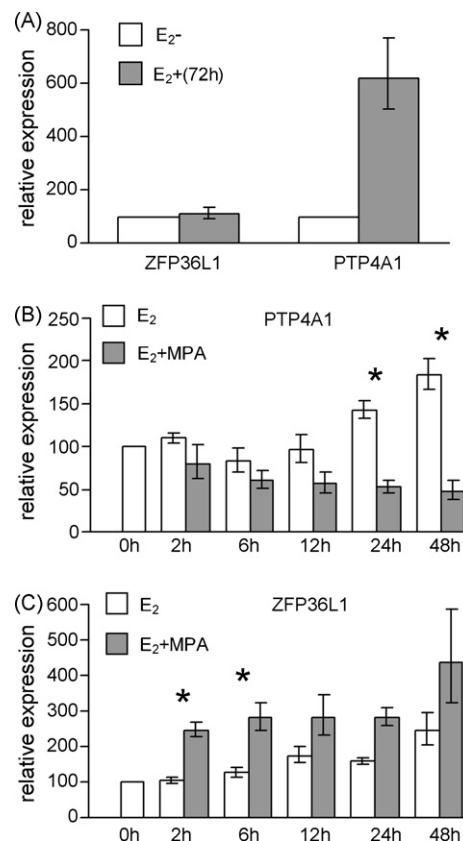 (A)
E2-
E2+(72h)
relative expression
800
600
400
200
0
ZFP36L1 PTP4A1
(B)
PTP4A1
E2
E2+MPA
relative expression
250
200
150
100
50
0
* *
0h 2h 6h 12h 24h 48h
(C)
ZFP36L1
E2
E2+MPA
relative expression
600
500
400
300
200
100
0
* *
0h 2h 6h 12h 24h 48h